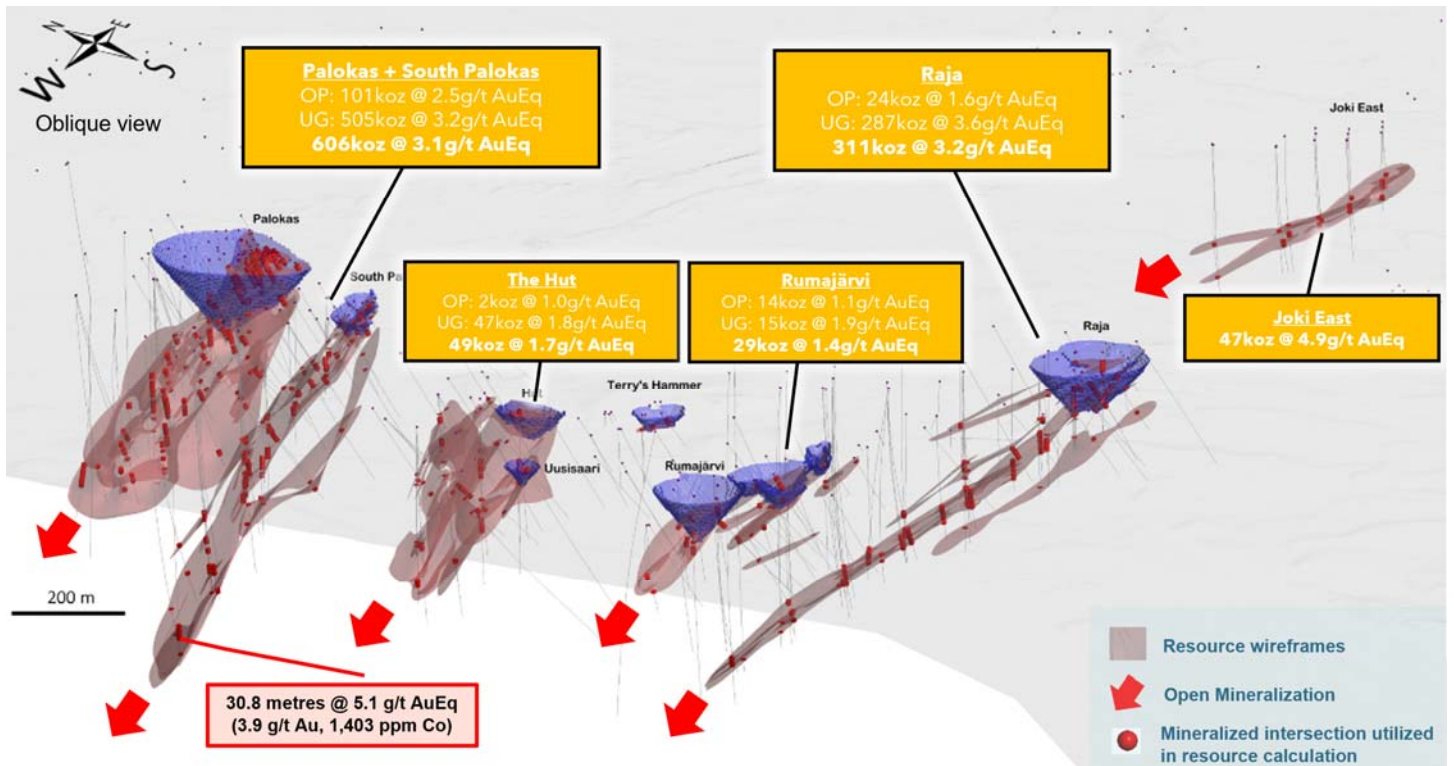 N
E
W
S
Oblique view
Palokas + South Palokas
OP: 101koz @ 2.5g/t AuEq
UG: 505koz @ 3.2g/t AuEq
606koz @ 3.1g/t AuEq
Raja
OP: 24koz @ 1.6g/t AuEq
UG: 287koz @ 3.6g/t AuEq
311koz @ 3.2g/t AuEq
Joki East
Palokas
South Pa
The Hut
OP: 2koz @ 1.0g/t AuEq
UG: 47koz @ 1.8g/t AuEq
49koz @ 1.7g/t AuEq
Rumajärvi
OP: 14koz @ 1.1g/t AuEq
UG: 15koz @ 1.9g/t AuEq
29koz @ 1.4g/t AuEq
Joki East
47koz @ 4.9g/t AuEq
Raja
Terry's Hammer
Uusisaari
Rumajärvi
200 m
30.8 metres @ 5.1 g/t AuEq
(3.9 g/t Au, 1,403 ppm Co)
Resource wireframes
Open Mineralization
Mineralized intersection utilized
in resource calculation